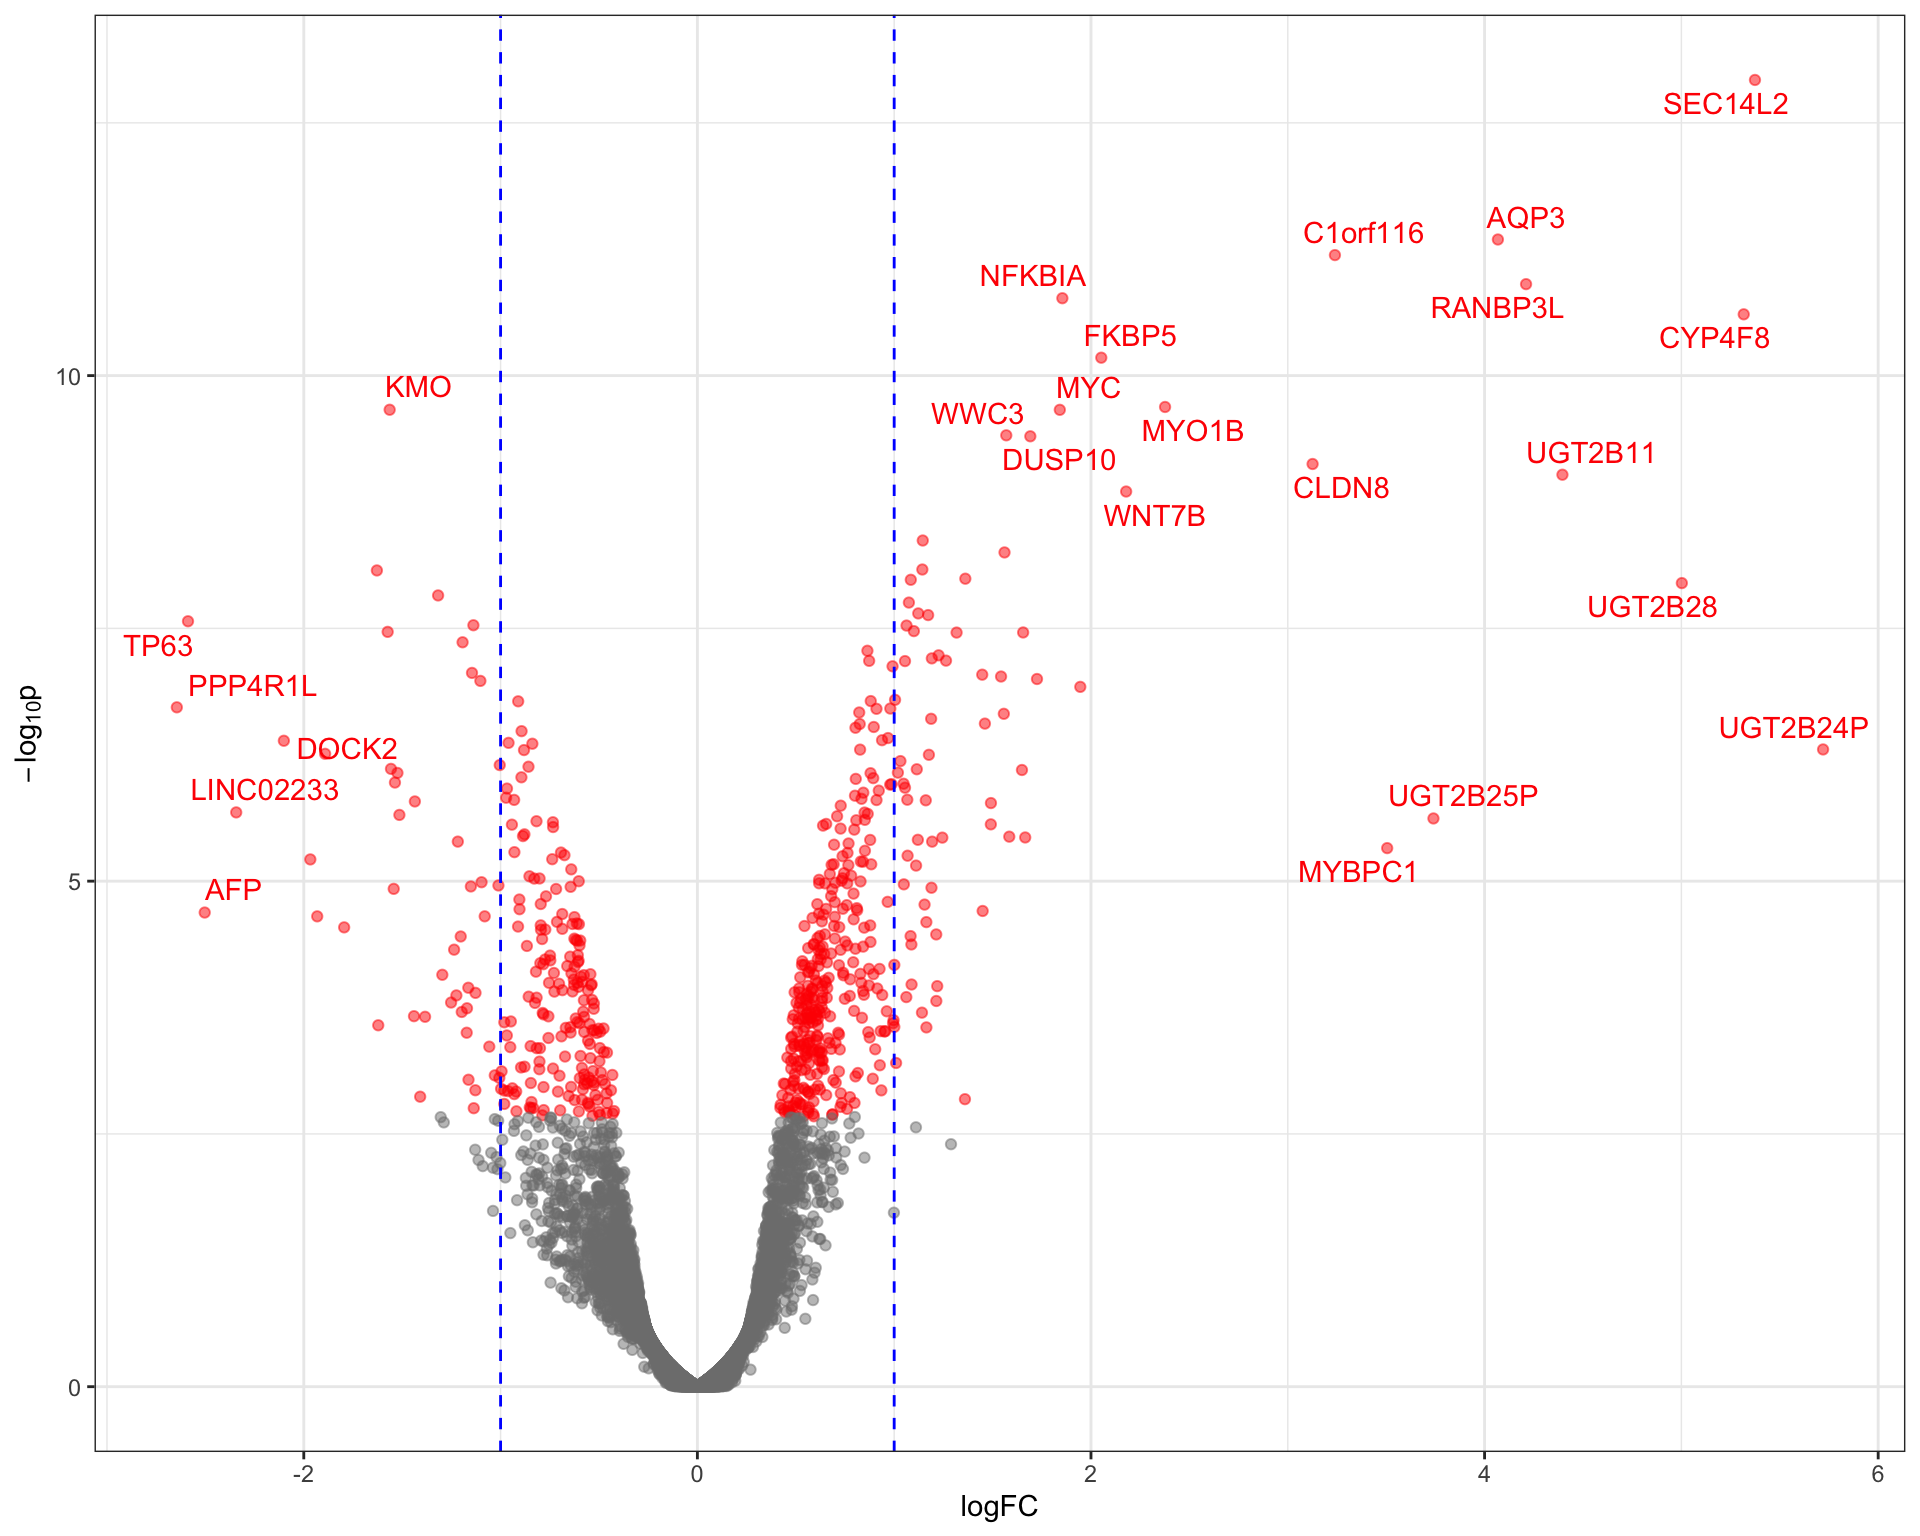 SEC14L2
AQP3
C1orf116
NFKBIA
RANBP3L
FKBP5
CYP4F8
10
KMO
MYC
WWC3
MYO1B
DUSP10
UGT2B11
CLDN8
WNT7B
UGT2B28
TP63
PPP4R1L
UGT2B24P
DOCK2
LINC02233
UGT2B25P
MYBPC1
5
AFP
0
-2
0
2
4
6
logFC
−log10p